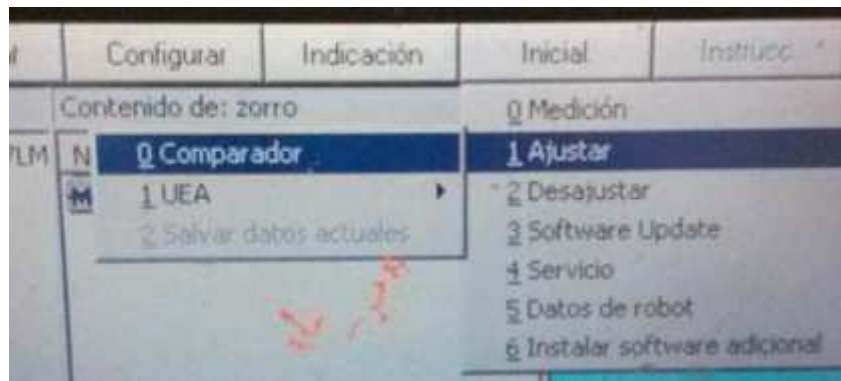 Configurar Indicación Inicial Instrucc.
Contenido de: zorro
0 Medición
7LM N 0 Comparador 1 Ajustar
M 1 UEA 2 Desajustar
2 Salvar datos actuales 3 Software Update
4 Servicio
5 Datos de robot
6 Instalar software adicional